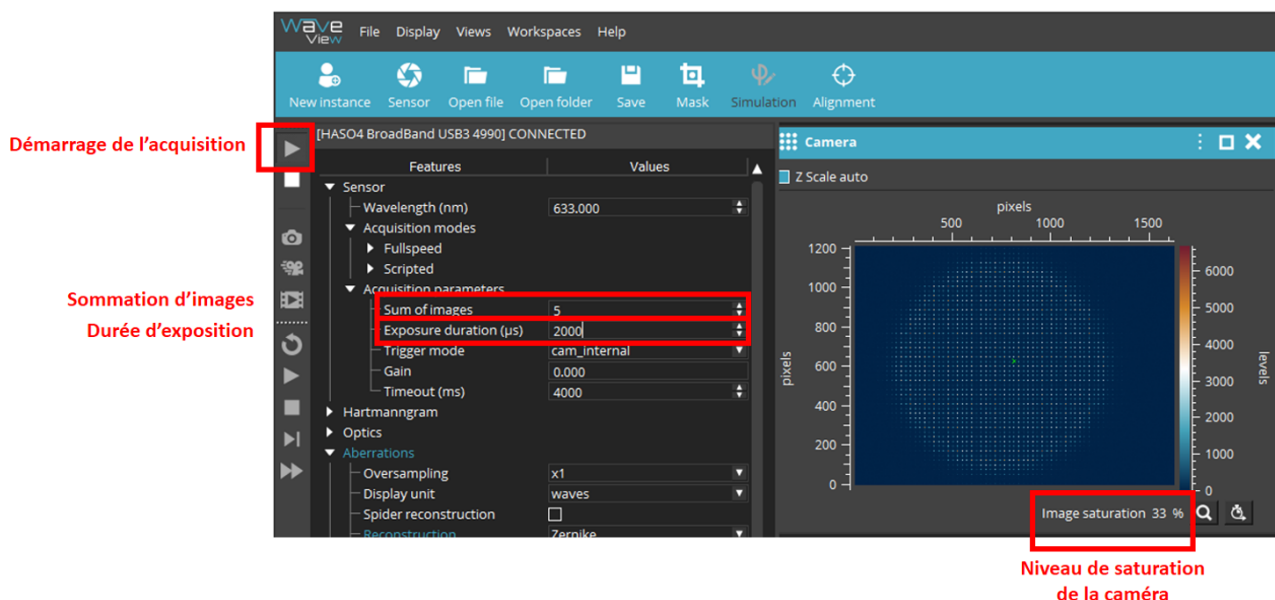 WaveView File Display Views Workspaces Help
New instance Sensor Open file Open folder Save Mask Simulation Alignment
Démarrage de l'acquisition
[HASO4 BroadBand USB3 4990] CONNECTED
Features Values
Sensor
Wavelength (nm) 633.000
Acquisition modes
Fullspeed
Scripted
Acquisition parameters
Sommation d'images
Sum of images 5
Durée d'exposition
Exposure duration (µs) 2000
Trigger mode cam_internal
Gain 0.000
Timeout (ms) 4000
Hartmanngram
Optics
Aberrations
Oversampling x1
Display unit waves
Spider reconstruction
Reconstruction Zernike
Camera
Z Scale auto
pixels
500 1000 1500
1200
1000
800
600
400
200
0
pixels
6000
5000
4000
3000
2000
1000
0
levels
Image saturation 33 %
Niveau de saturation
de la caméra